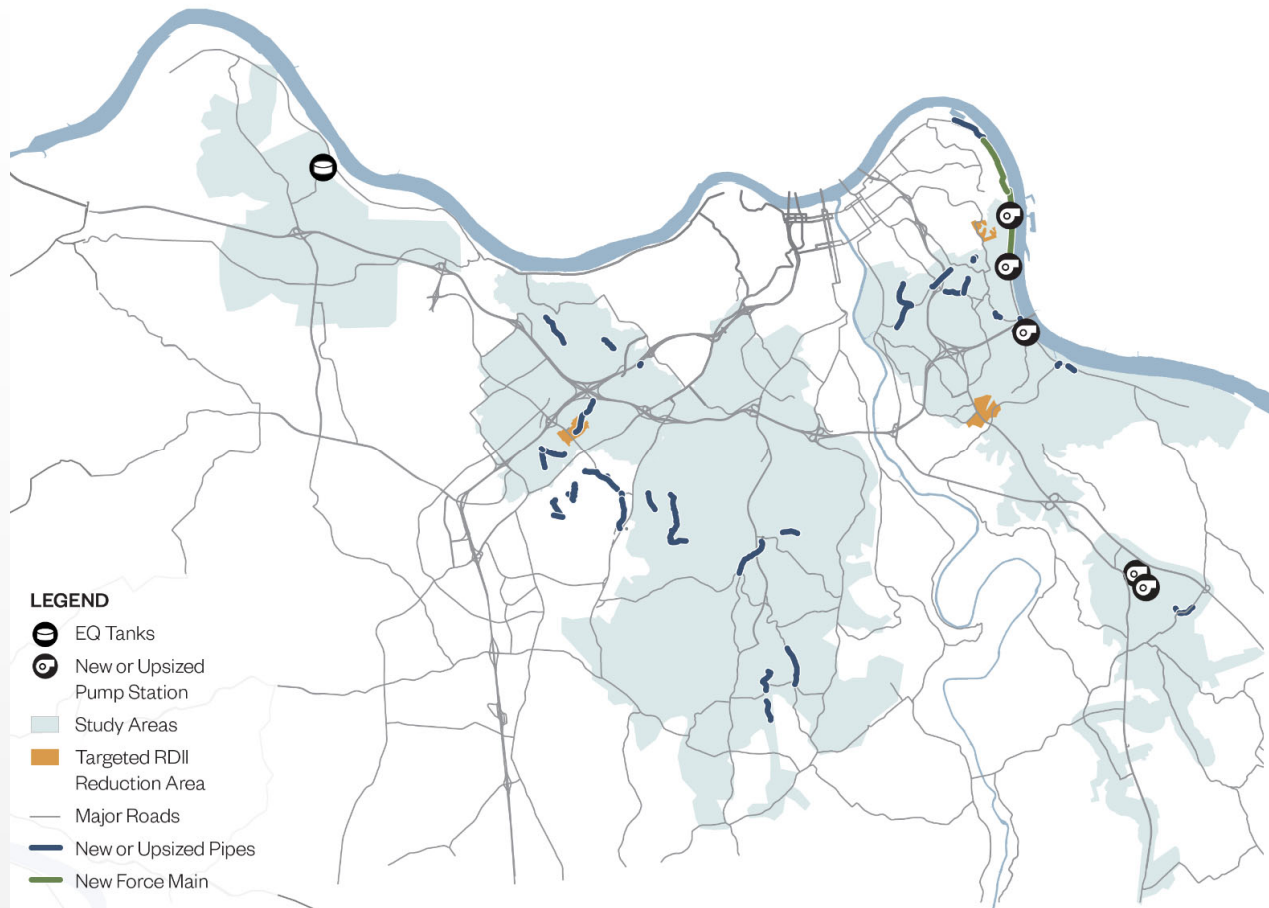 LEGEND
EQ Tanks
New or Upsized
Pump Station
Study Areas
Targeted RDII
Reduction Area
Major Roads
New or Upsized Pipes
New Force Main